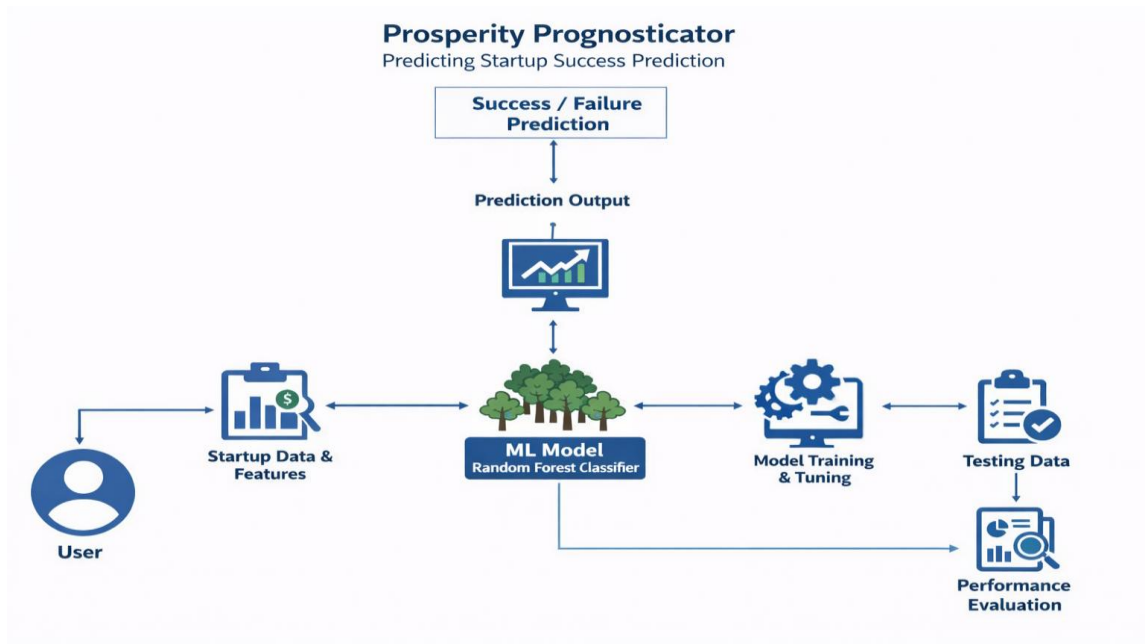 Prosperity Prognosticator
Predicting Startup Success Prediction
Success / Failure
Prediction
Prediction Output
$
Startup Data &
Features
ML Model
Random Forest Classifier
Model Training
& Tuning
Testing Data
User
Performance
Evaluation